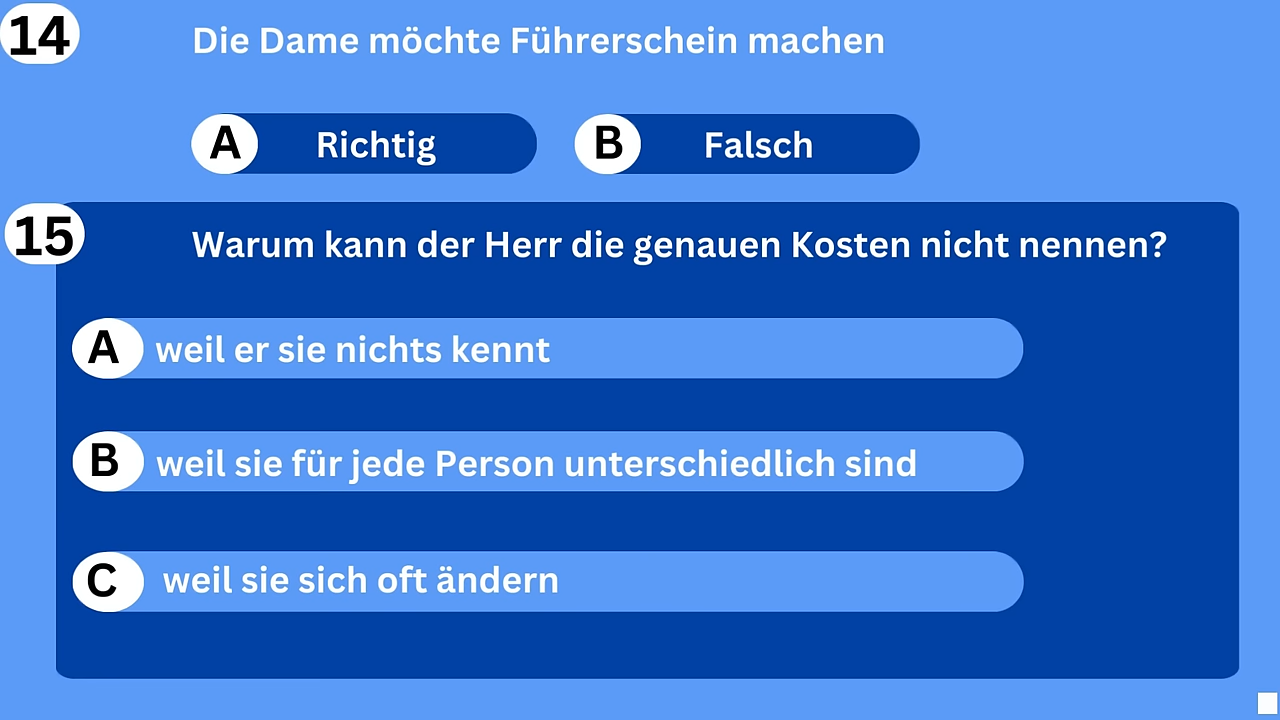 14 Die Dame möchte Führerschein machen
A Richtig B Falsch
15 Warum kann der Herr die genauen Kosten nicht nennen?
A weil er sie nichts kennt
B weil sie für jede Person unterschiedlich sind
C weil sie sich oft ändern